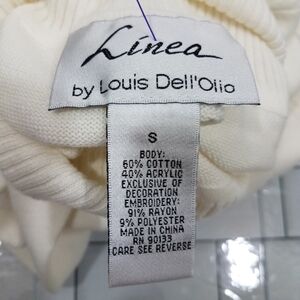 Linea
by Louis Dell'Olio
S
BODY:
60% COTTON
40% ACRYLIC
EXCLUSIVE OF
DECORATION
EMBROIDERY:
91% RAYON
9% POLYESTER
MADE IN CHINA
RN 90133
CARE SEE REVERSE